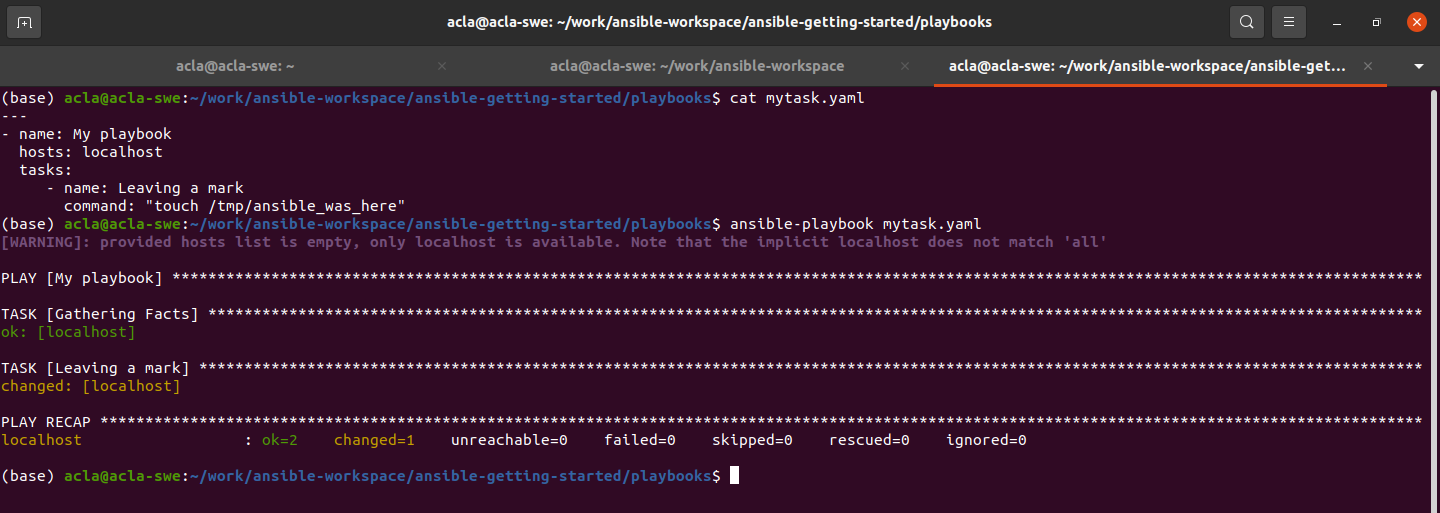 acla@acla-swe: ~/work/ansible-workspace/ansible-getting-started/playbooks
acla@acla-swe: ~
acla@acla-swe: ~/work/ansible-workspace
acla@acla-swe: ~/work/ansible-workspace/ansible-get...
(base) acla@acla-swe:~/work/ansible-workspace/ansible-getting-started/playbooks$ cat mytask.yaml
---
- name: My playbook
  hosts: localhost
  tasks:
     - name: Leaving a mark
       command: "touch /tmp/ansible_was_here"
(base) acla@acla-swe:~/work/ansible-workspace/ansible-getting-started/playbooks$ ansible-playbook mytask.yaml
[WARNING]: provided hosts list is empty, only localhost is available. Note that the implicit localhost does not match 'all'
PLAY [My playbook] *******************************************************************************************************************************************
TASK [Gathering Facts] ***************************************************************************************************************************************
ok: [localhost]
TASK [Leaving a mark] ****************************************************************************************************************************************
changed: [localhost]
PLAY RECAP ***************************************************************************************************************************************************
localhost                  : ok=2    changed=1    unreachable=0    failed=0    skipped=0    rescued=0    ignored=0
(base) acla@acla-swe:~/work/ansible-workspace/ansible-getting-started/playbooks$